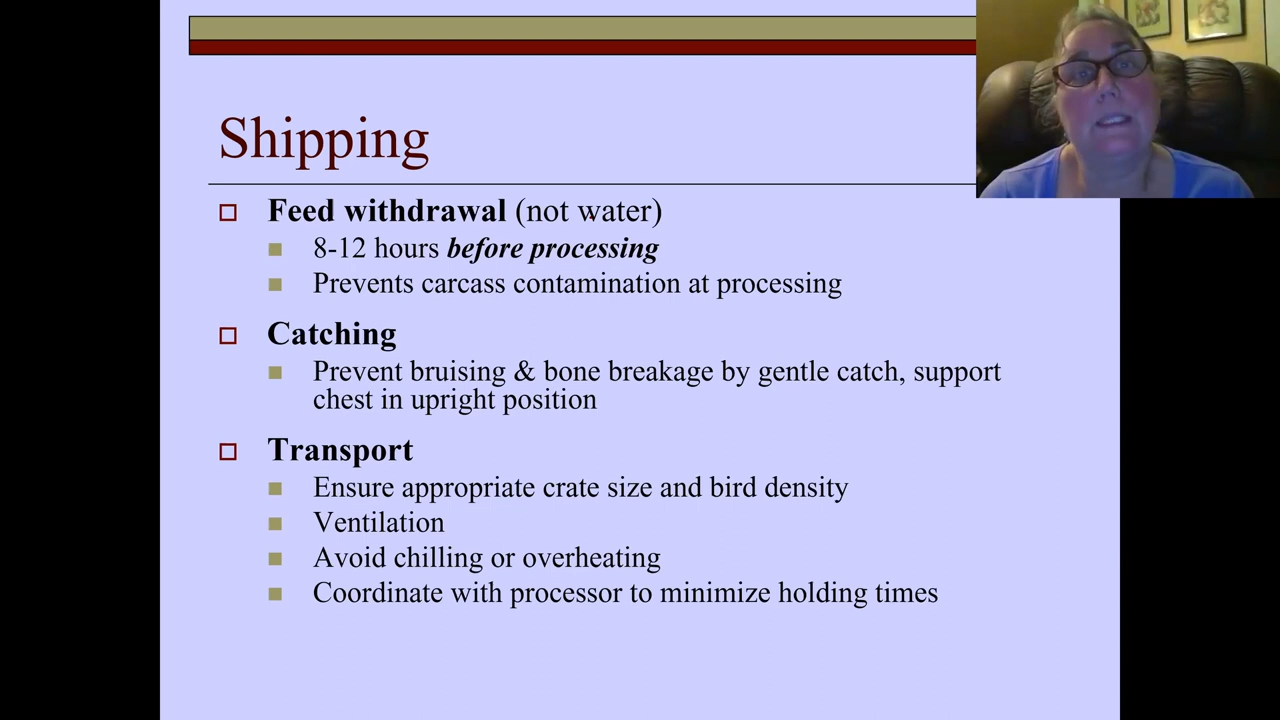 Shipping
Feed withdrawal (not water)
8-12 hours before processing
Prevents carcass contamination at processing
Catching
Prevent bruising & bone breakage by gentle catch, support
chest in upright position
Transport
Ensure appropriate crate size and bird density
Ventilation
Avoid chilling or overheating
Coordinate with processor to minimize holding times